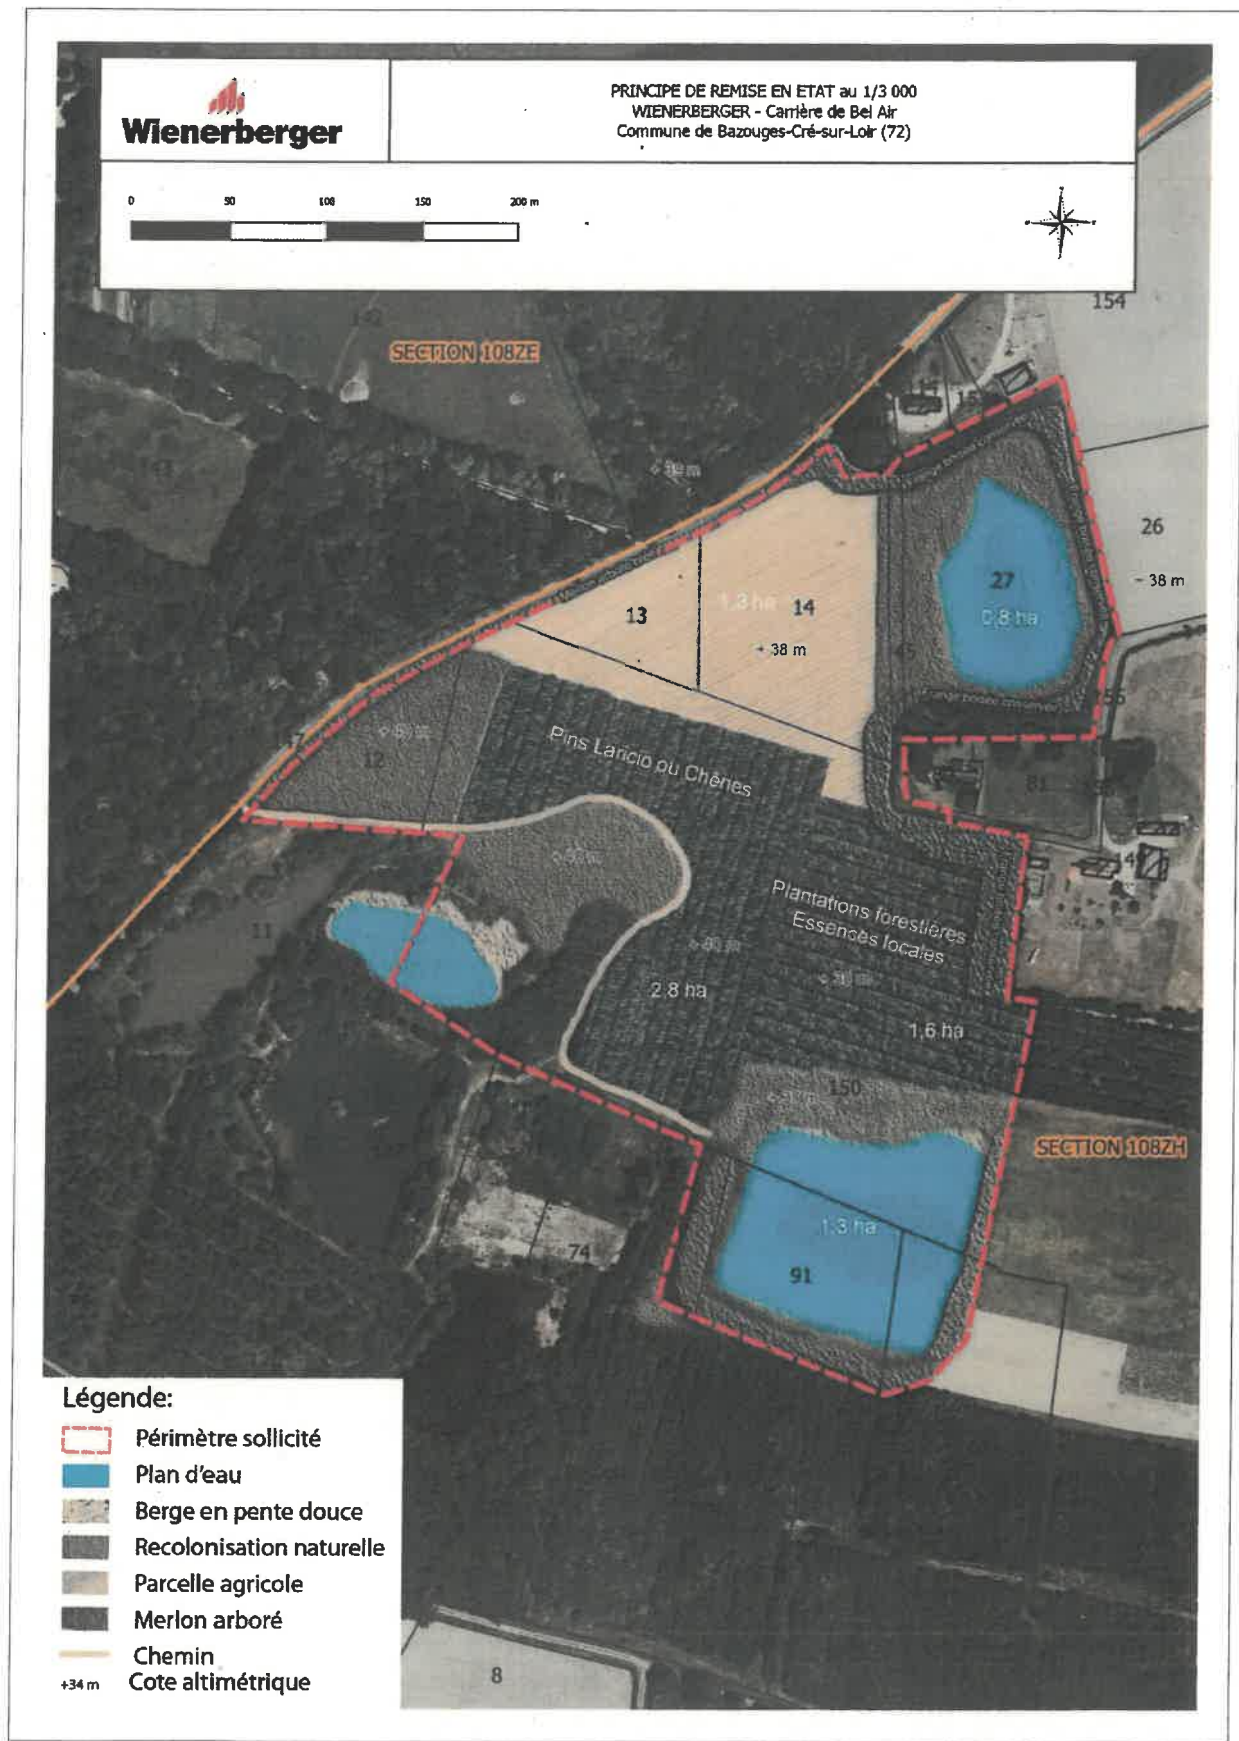 Wienerberger
PRINCIPE DE REMISE EN ETAT au 1/3 000
WIENERBERGER - Carrière de Bel Air
Commune de Bazouges-Cré-sur-Loir (72)
0 50 100 150 200 m
154
142
SECTION 108ZE
26
- 38 m
27
0,8 ha
13
1,3 ha
14
+ 38 m
45
Pins Laricio ou Chênes
12
81
Plantations forestières
Essences locales
11
2,8 ha
1,6 ha
150
SECTION 108ZH
1,3 ha
74
91
Légende:
Périmètre sollicité
Plan d'eau
Berge en pente douce
Recolonisation naturelle
Parcelle agricole
Merlon arboré
Chemin
+34 m Cote altimétrique
8